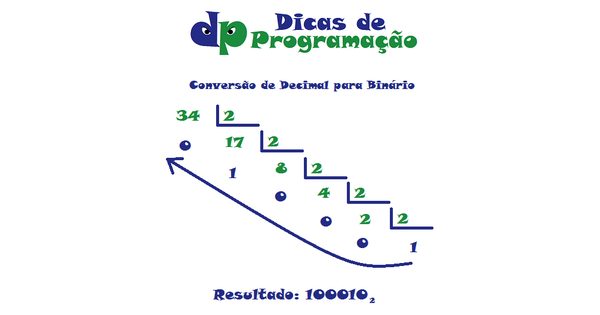 dp Dicas de
Programação
Conversão de Decimal para Binário
34 2
0 17 2
1 8 2
0 4 2
0 2 2
0 1
Resultado: 100010₂